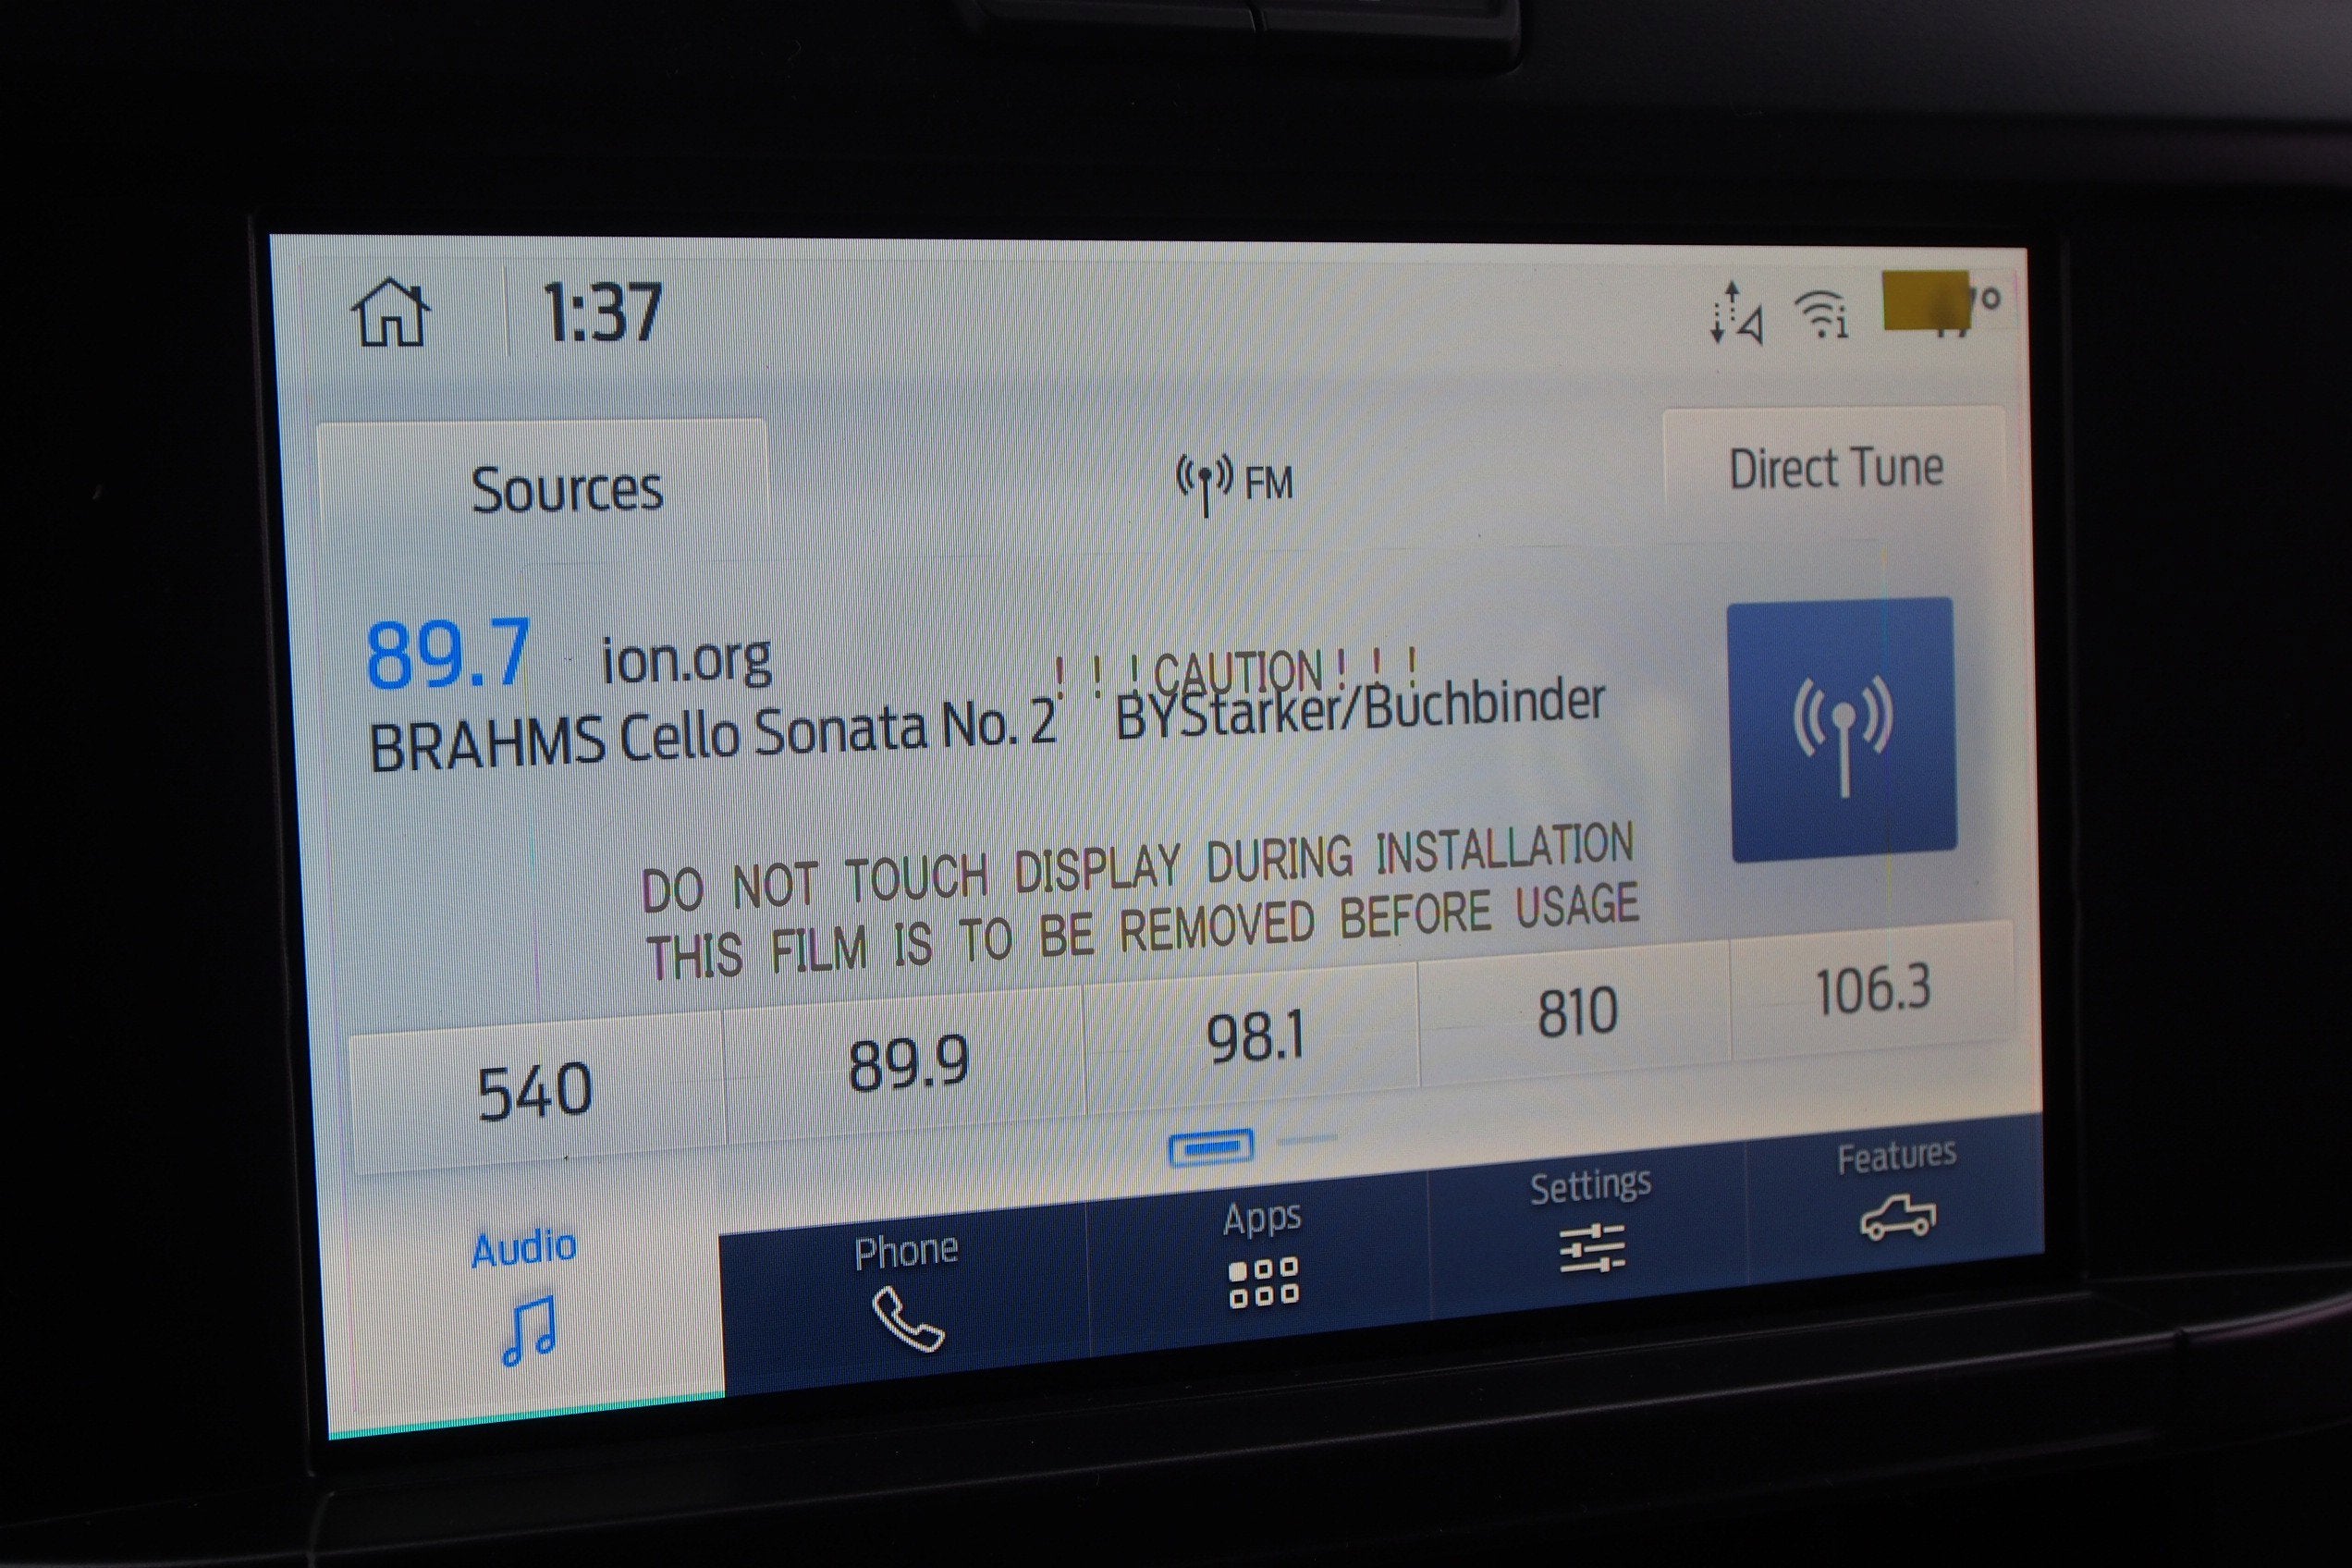 1:37
Sources
FM
Direct Tune
89.7 ion.org
! ! ! CAUTION ! ! !
BRAHMS Cello Sonata No. 2 BYStarker/Buchbinder
DO NOT TOUCH DISPLAY DURING INSTALLATION
THIS FILM IS TO BE REMOVED BEFORE USAGE
540 89.9 98.1 810 106.3
Audio Phone Apps Settings Features